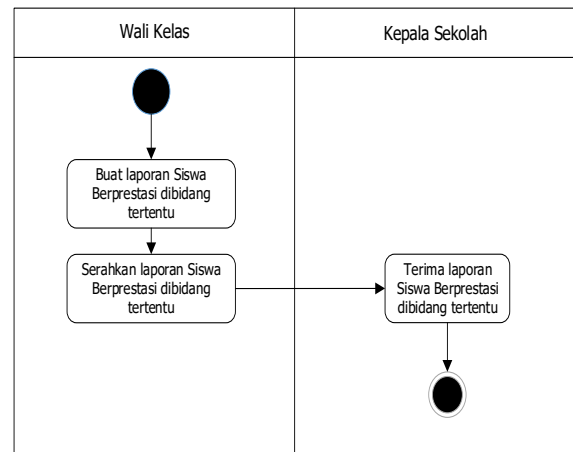 Wali Kelas
Kepala Sekolah
Buat laporan Siswa
Berprestasi dibidang
tertentu
Serahkan laporan Siswa
Berprestasi dibidang
tertentu
Terima laporan
Siswa Berprestasi
dibidang tertentu